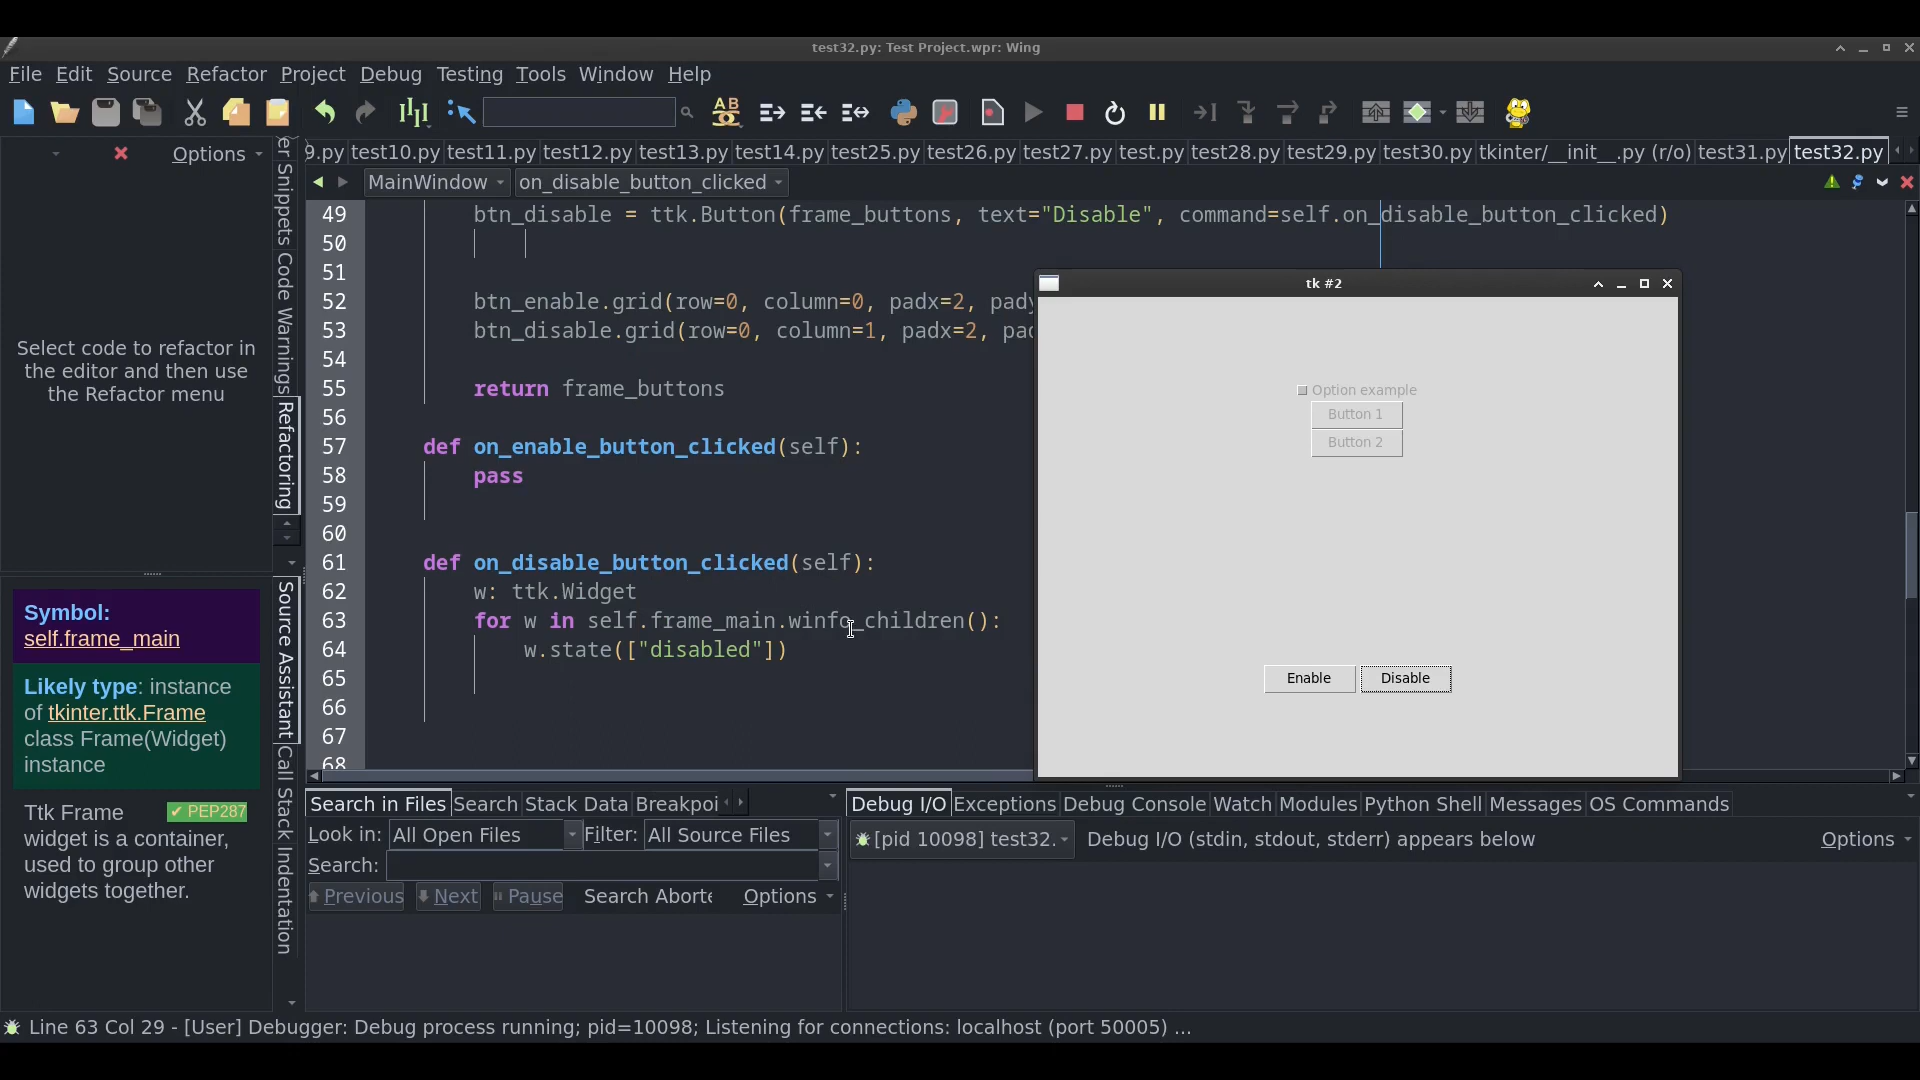 test32.py: Test Project.wpr: Wing
File Edit Source Refactor Project Debug Testing Tools Window Help
Options
9.py test10.py test11.py test12.py test13.py test14.py test25.py test26.py test27.py test.py test28.py test29.py test30.py tkinter/__init__.py (r/o) test31.py test32.py
MainWindow on_disable_button_clicked
Select code to refactor in
the editor and then use
the Refactor menu
er Snippets
Code Warnings
Refactoring
49 btn_disable = ttk.Button(frame_buttons, text="Disable", command=self.on_disable_button_clicked)
50
51
52 btn_enable.grid(row=0, column=0, padx=2, pady
53 btn_disable.grid(row=0, column=1, padx=2, pad
54
55 return frame_buttons
56
57 def on_enable_button_clicked(self):
58 pass
59
60
61 def on_disable_button_clicked(self):
62 w: ttk.Widget
63 for w in self.frame_main.winfo_children():
64 w.state(["disabled"])
65
66
67
68
tk #2
Option example
Button 1
Button 2
Enable Disable
Symbol:
self.frame_main
Likely type: instance
of tkinter.ttk.Frame
class Frame(Widget)
instance
Ttk Frame ✔ PEP287
widget is a container,
used to group other
widgets together.
Source Assistant
Call Stack
Indentation
Search in Files Search Stack Data Breakpoi
Look in: All Open Files Filter: All Source Files
Search:
Previous Next Pause Search Aborte Options
Debug I/O Exceptions Debug Console Watch Modules Python Shell Messages OS Commands
[pid 10098] test32. Debug I/O (stdin, stdout, stderr) appears below Options
Line 63 Col 29 - [User] Debugger: Debug process running; pid=10098; Listening for connections: localhost (port 50005) ...